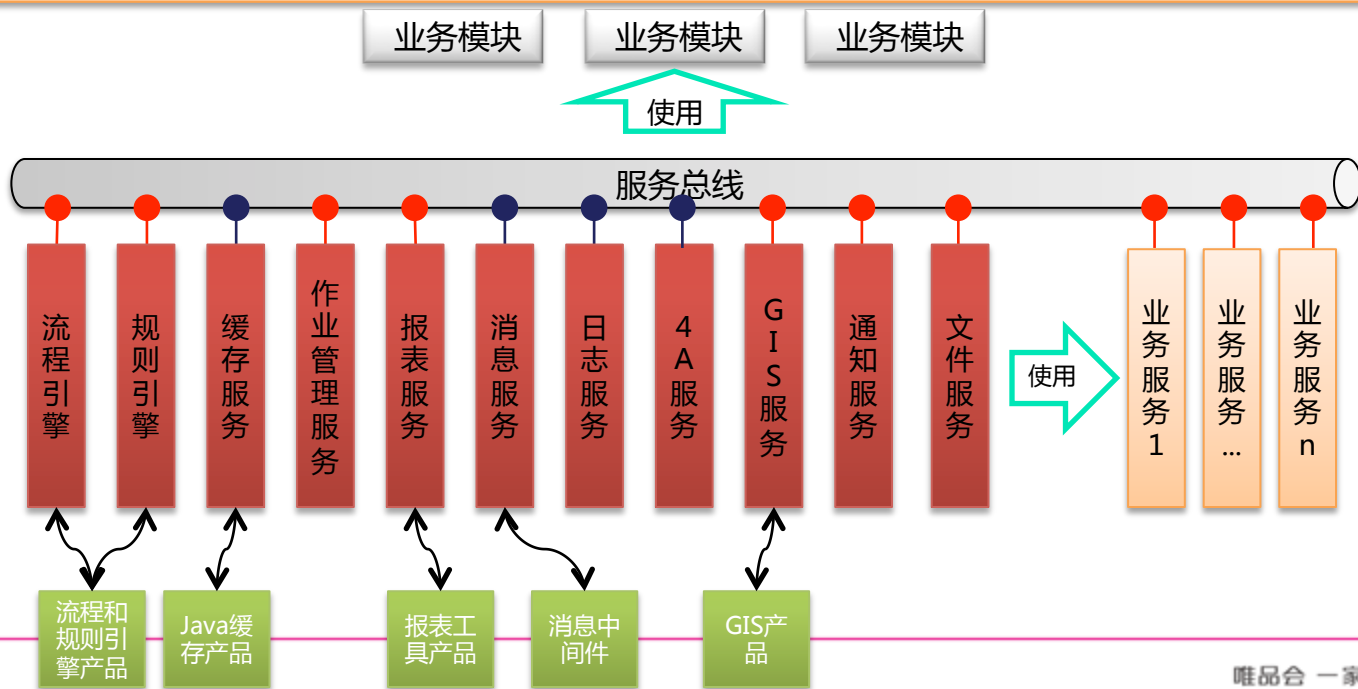 业务模块
业务模块
业务模块
使用
服务总线
流程引擎
规则引擎
缓存服务
作业管理服务
报表服务
消息服务
日志服务
4A服务
GIS服务
通知服务
文件服务
使用
业务服务1
业务服务...
业务服务n
流程和
规则引
擎产品
Java缓
存产品
报表工
具产品
消息中
间件
GIS产
品
唯品会 一家